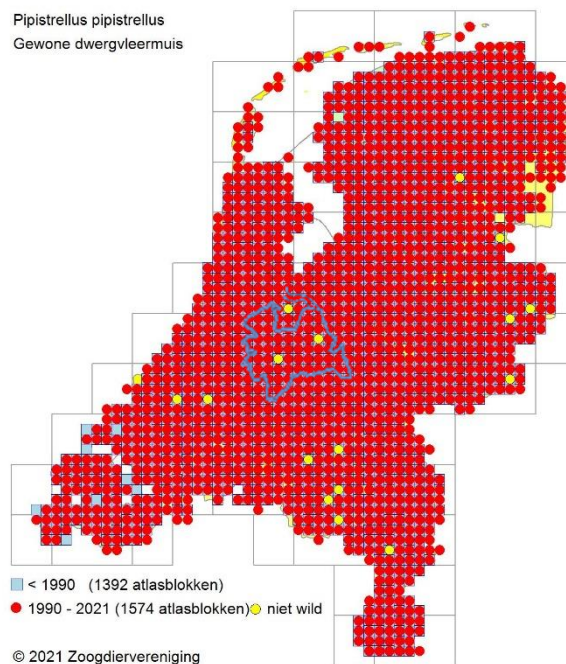 Pipistrellus pipistrellus
Gewone dwergvleermuis
< 1990 (1392 atlasblokken)
1990 - 2021 (1574 atlasblokken) niet wild
© 2021 Zoogdiervereniging